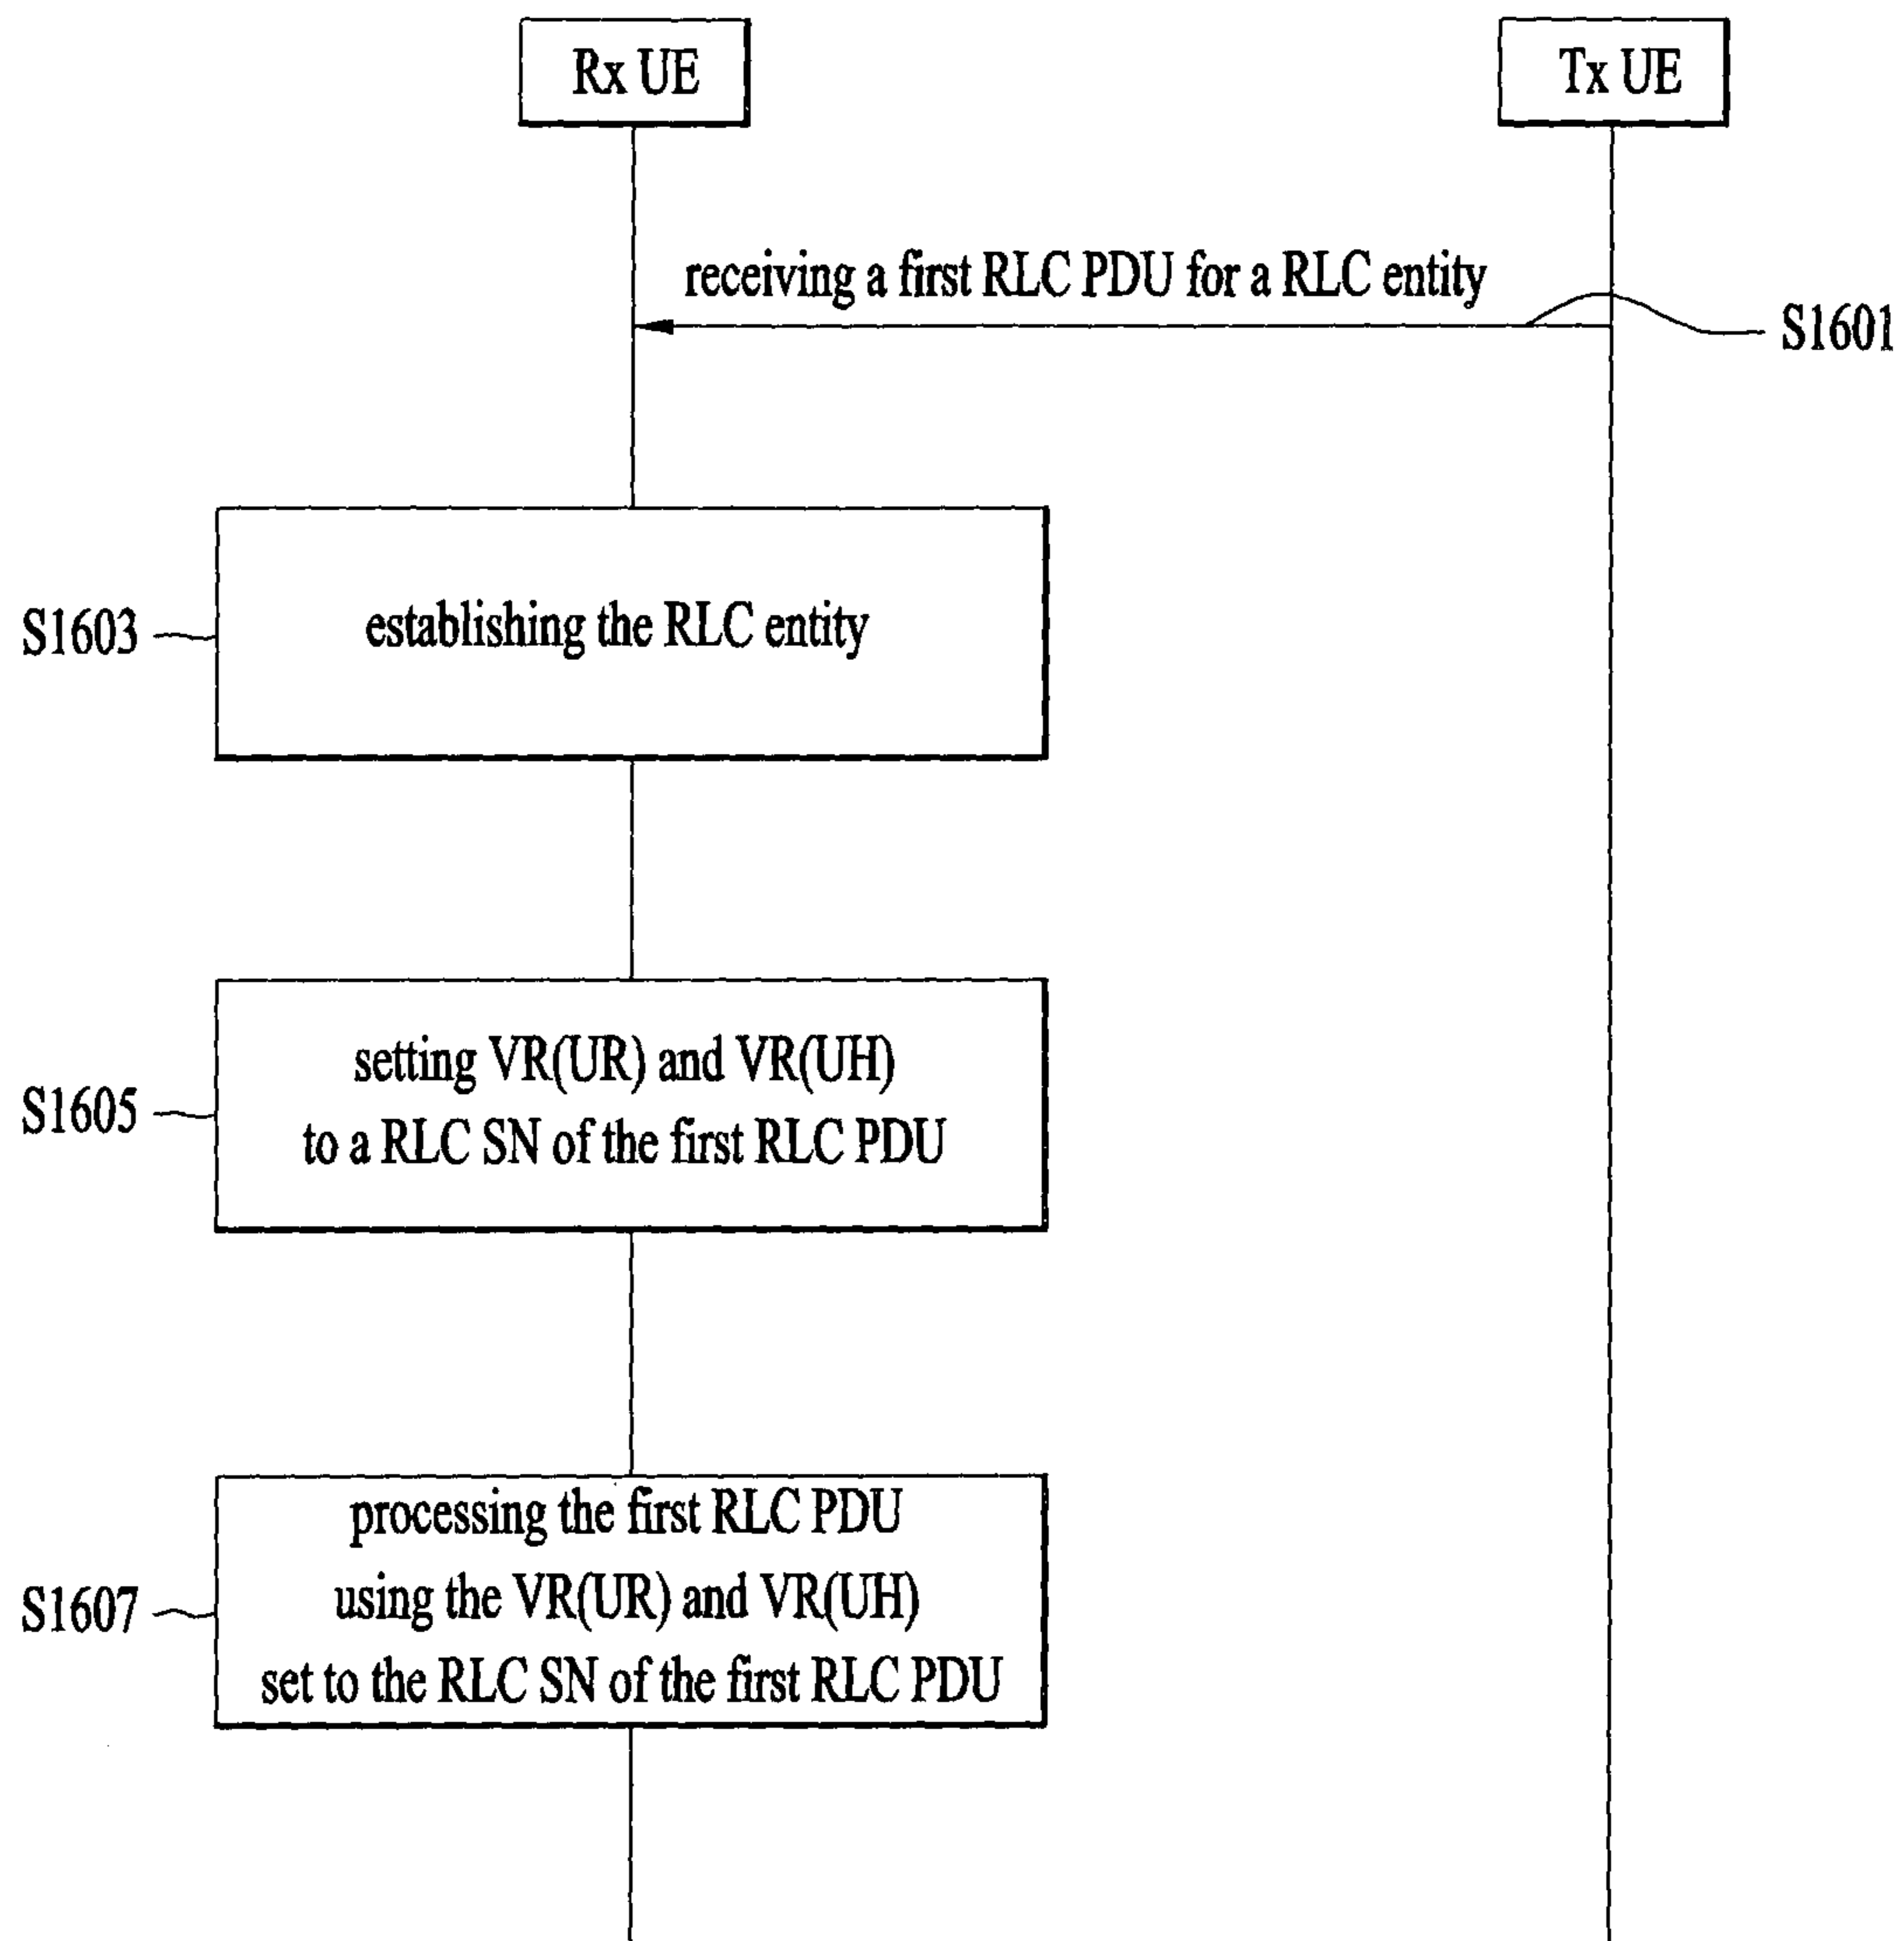 Rx UE
Tx UE
receiving a first RLC PDU for a RLC entity
S1601
S1603
establishing the RLC entity
S1605
setting VR(UR) and VR(UH)
to a RLC SN of the first RLC PDU
S1607
processing the first RLC PDU
using the VR(UR) and VR(UH)
set to the RLC SN of the first RLC PDU